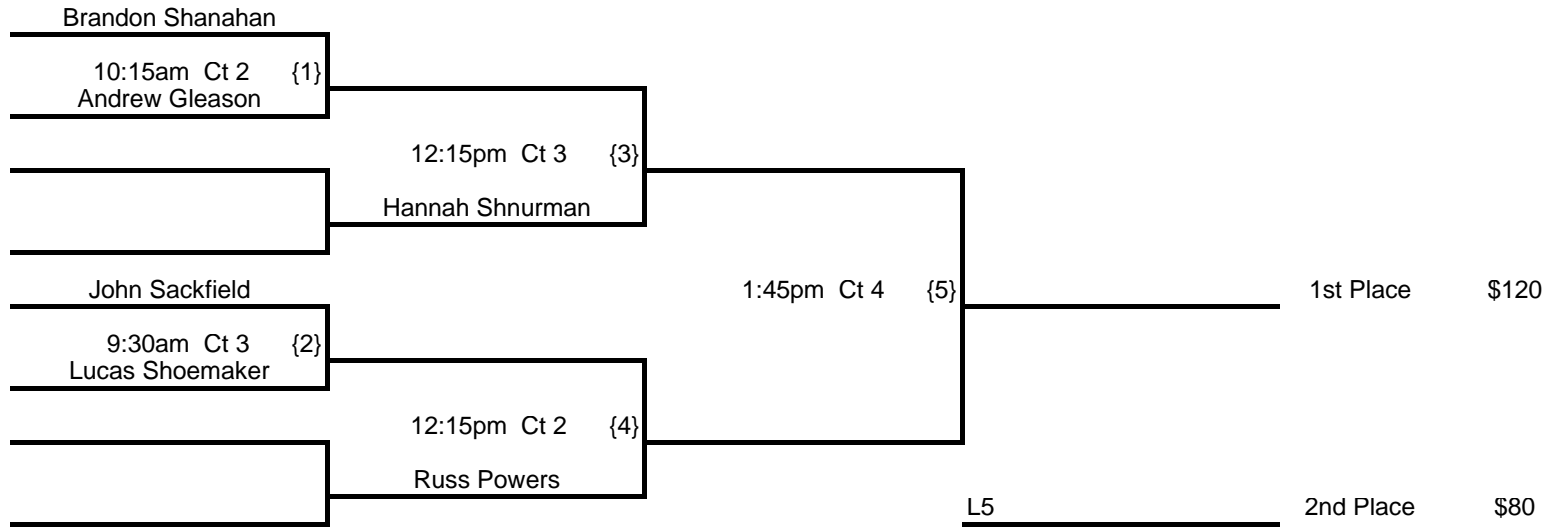 Brandon Shanahan
10:15am Ct 2 {1}
Andrew Gleason
12:15pm Ct 3 {3}
Hannah Shnurman
John Sackfield
1:45pm Ct 4 {5}
1st Place $120
9:30am Ct 3 {2}
Lucas Shoemaker
12:15pm Ct 2 {4}
Russ Powers
L5 2nd Place $80